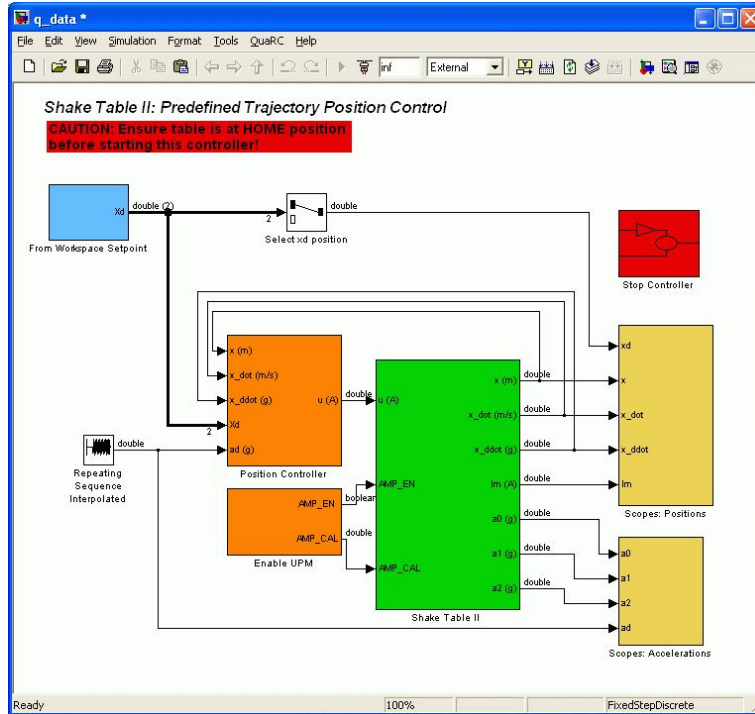 q_data *
File Edit View Simulation Format Tools QuaRC Help
inf External
Shake Table II: Predefined Trajectory Position Control
CAUTION: Ensure table is at HOME position
before starting this controller!
Xd
double (2)
2
From Workspace Setpoint
double
Select xd position
Stop Controller
x (m)
x_dot (m/s)
x_ddot (g)
Xd
2
ad (g)
u (A)
double
Position Controller
double
Repeating
Sequence
Interpolated
AMP_EN
boolean
AMP_CAL
double
Enable UPM
u (A)
AMP_EN
AMP_CAL
x (m)
double
x_dot (m/s)
double
x_ddot (g)
double
Im (A)
double
a0 (g)
double
a1 (g)
double
a2 (g)
double
Shake Table II
xd
x
x_dot
x_ddot
Im
Scopes: Positions
a0
a1
a2
ad
Scopes: Accelerations
Ready 100% FixedStepDiscrete